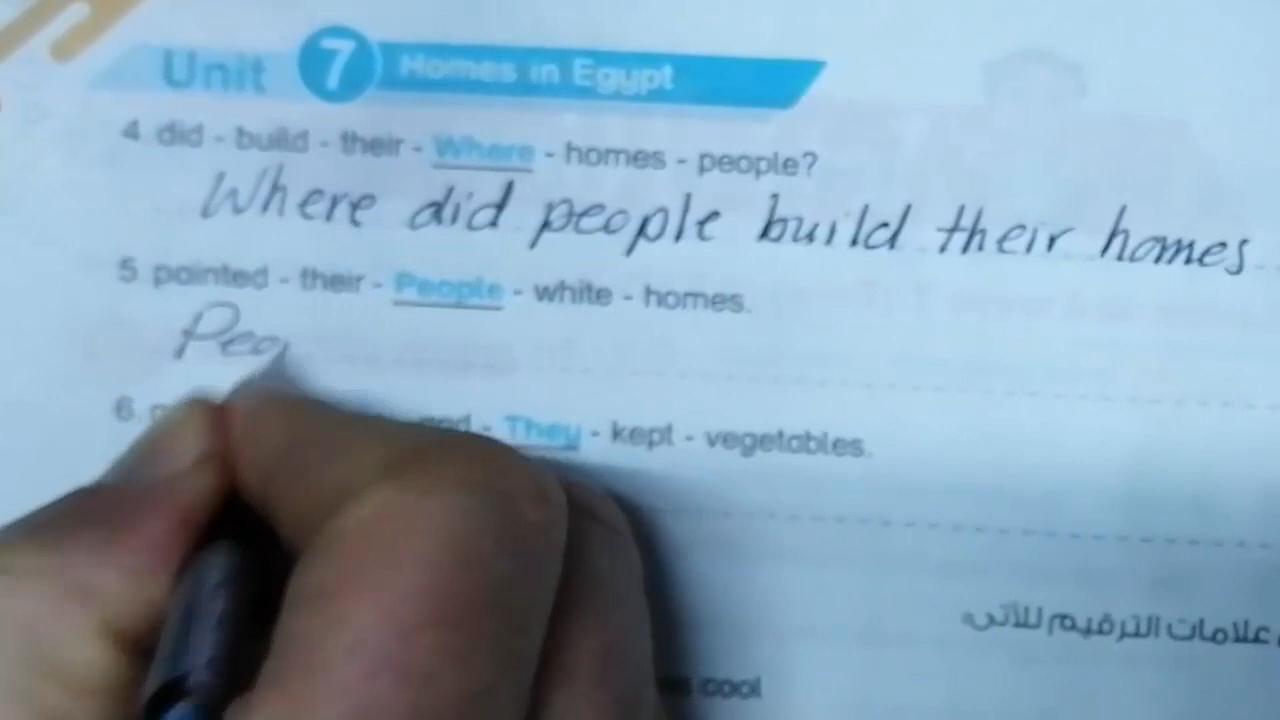 Unit 7 Homes in Egypt
4. did - build - their - Where - homes - people?
Where did people build their homes
5. painted - their - People - white - homes.
Peo
6. - They - kept - vegetables.
علامات الترقيم للآتي
cool